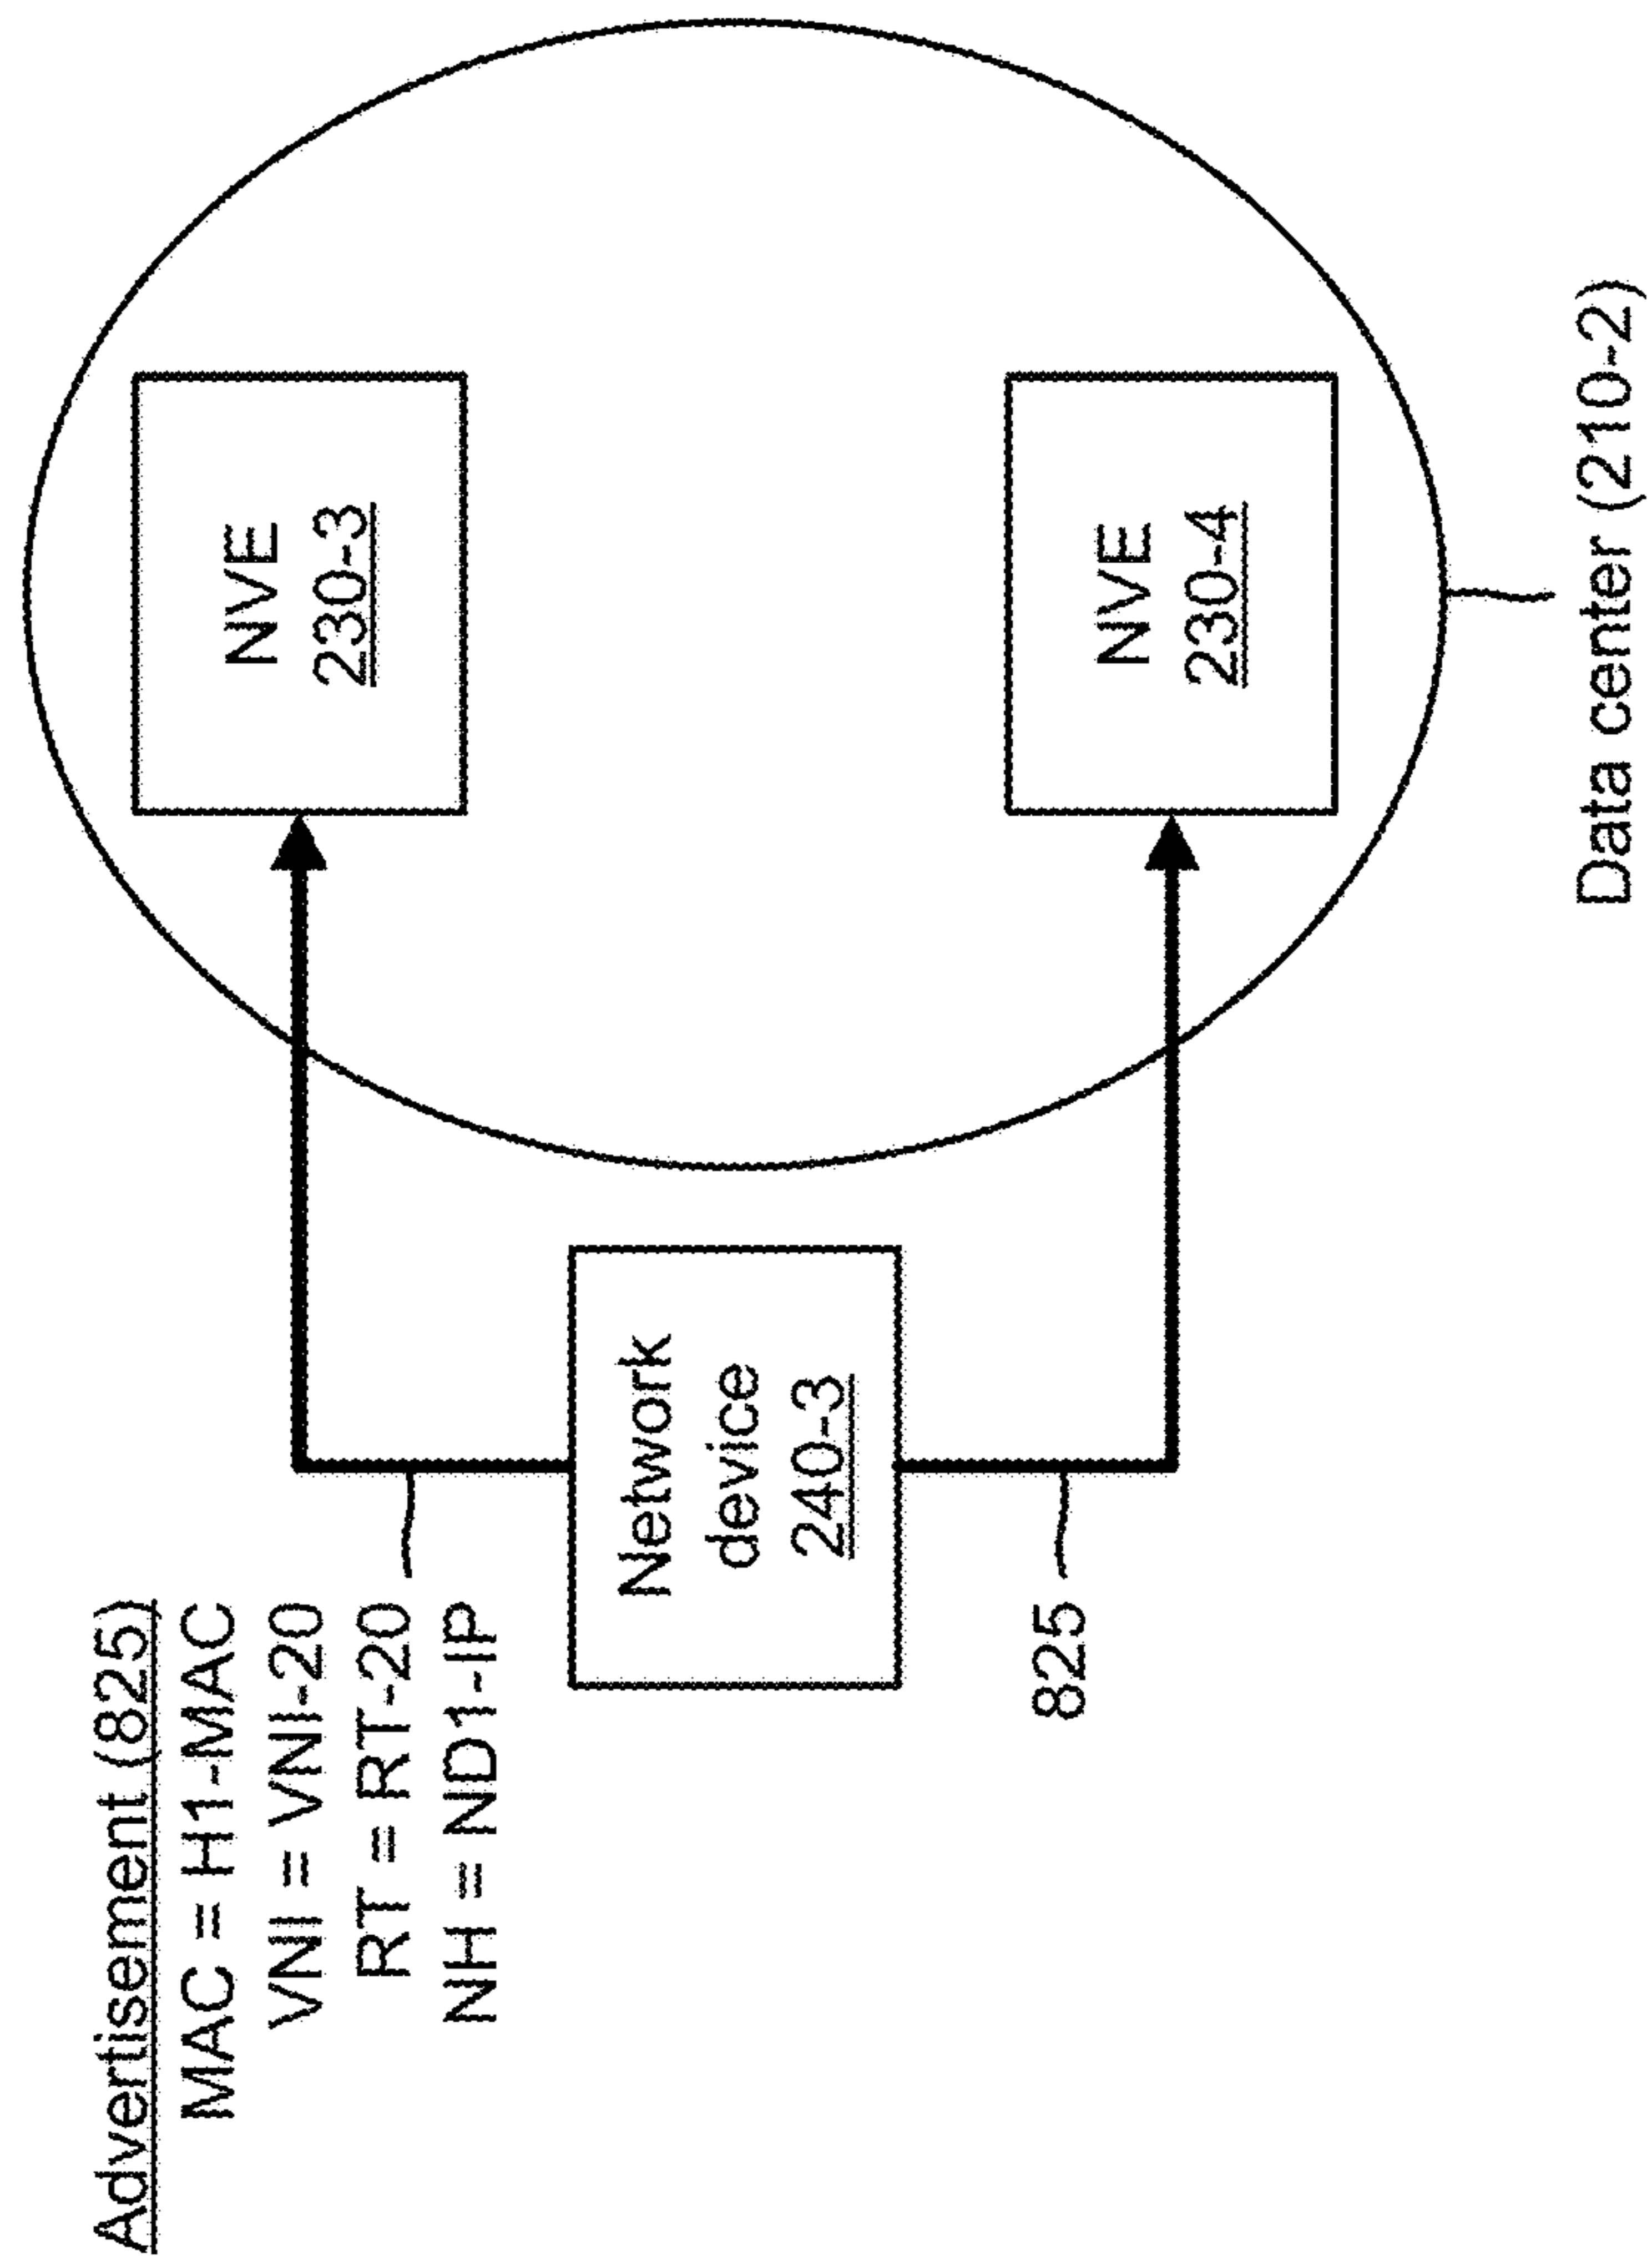 Advertisement (825)
MAC = H1-MAC
VNI = VNI-20
RT = RT-20
NH = ND1-IP
NVE
230-3
Network
device
240-3
825
NVE
230-4
Data center (210-2)